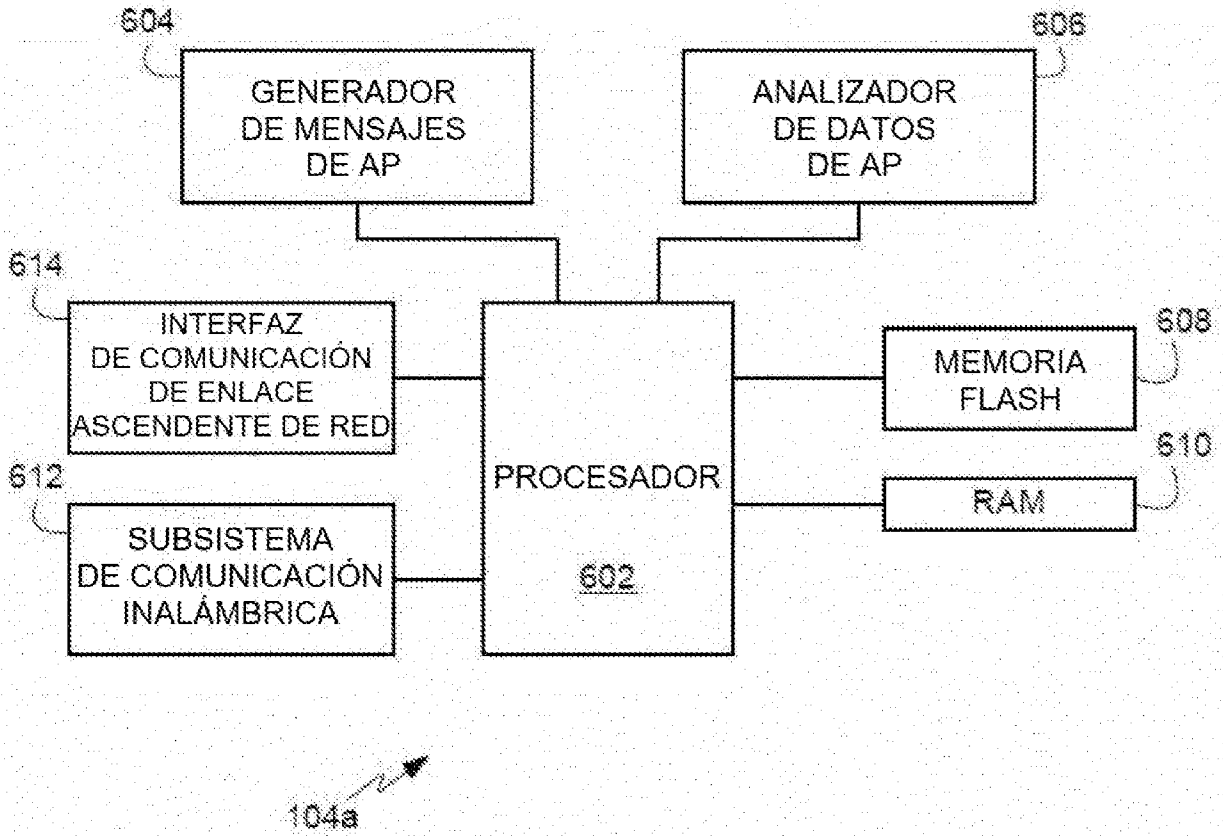 604
GENERADOR
DE MENSAJES
DE AP
606
ANALIZADOR
DE DATOS
DE AP
614
INTERFAZ
DE COMUNICACIÓN
DE ENLACE
ASCENDENTE DE RED
612
SUBSISTEMA
DE COMUNICACIÓN
INALÁMBRICA
PROCESADOR
602
608
MEMORIA
FLASH
610
RAM
104a